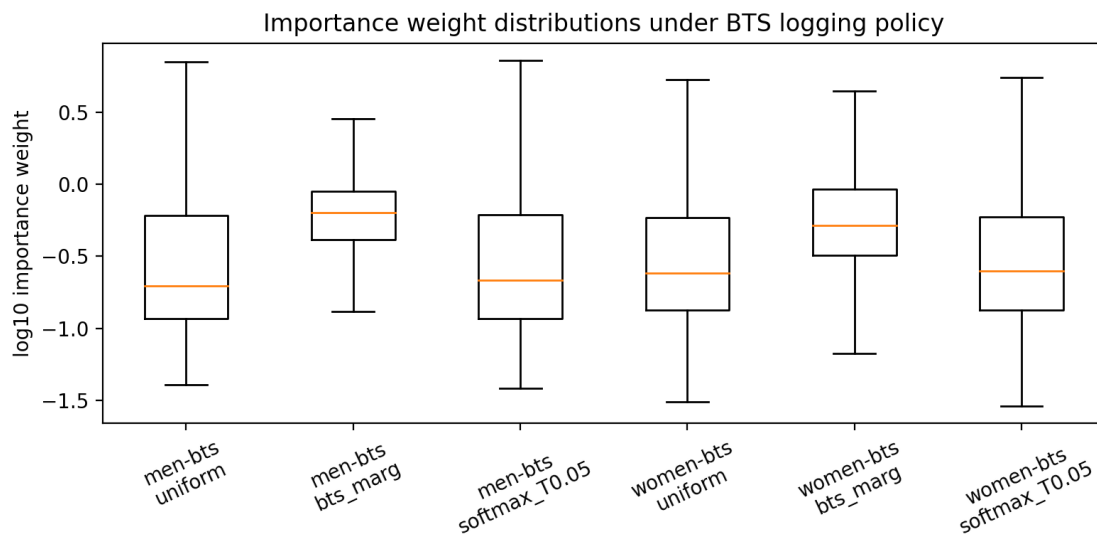 Importance weight distributions under BTS logging policy
log10 importance weight
0.5
0.0
−0.5
−1.0
−1.5
men-bts
uniform
men-bts
bts_marg
men-bts
softmax_T0.05
women-bts
uniform
women-bts
bts_marg
women-bts
softmax_T0.05